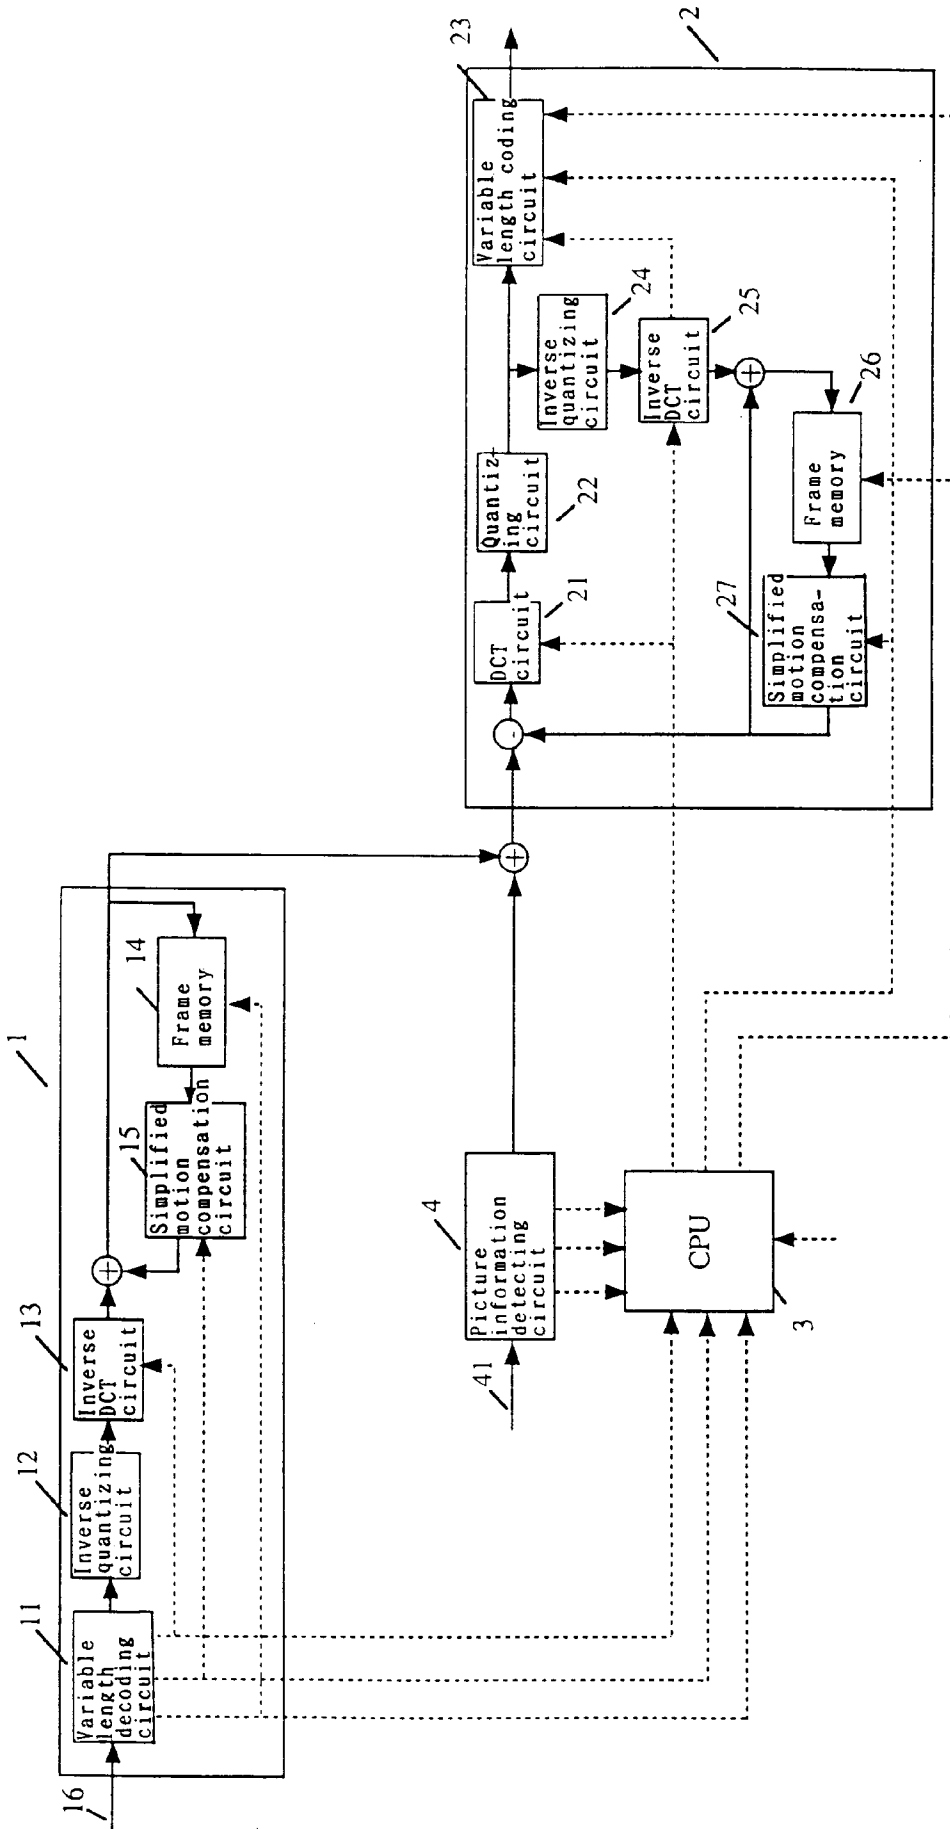 1
16
11
Variable
length
decoding
circuit
12
Inverse
quantizing
circuit
13
Inverse
DCT
circuit
+
15
Simplified
motion
compensation
circuit
14
Frame
memory
41
4
Picture
information
detecting
circuit
CPU
3
+
2
-
21
DCT
circuit
22
Quantiz-
ing
circuit
23
Variable
length coding
circuit
24
Inverse
quantizing
circuit
25
Inverse
DCT
circuit
+
26
Frame
memory
27
Simplified
motion
compensa-
tion
circuit